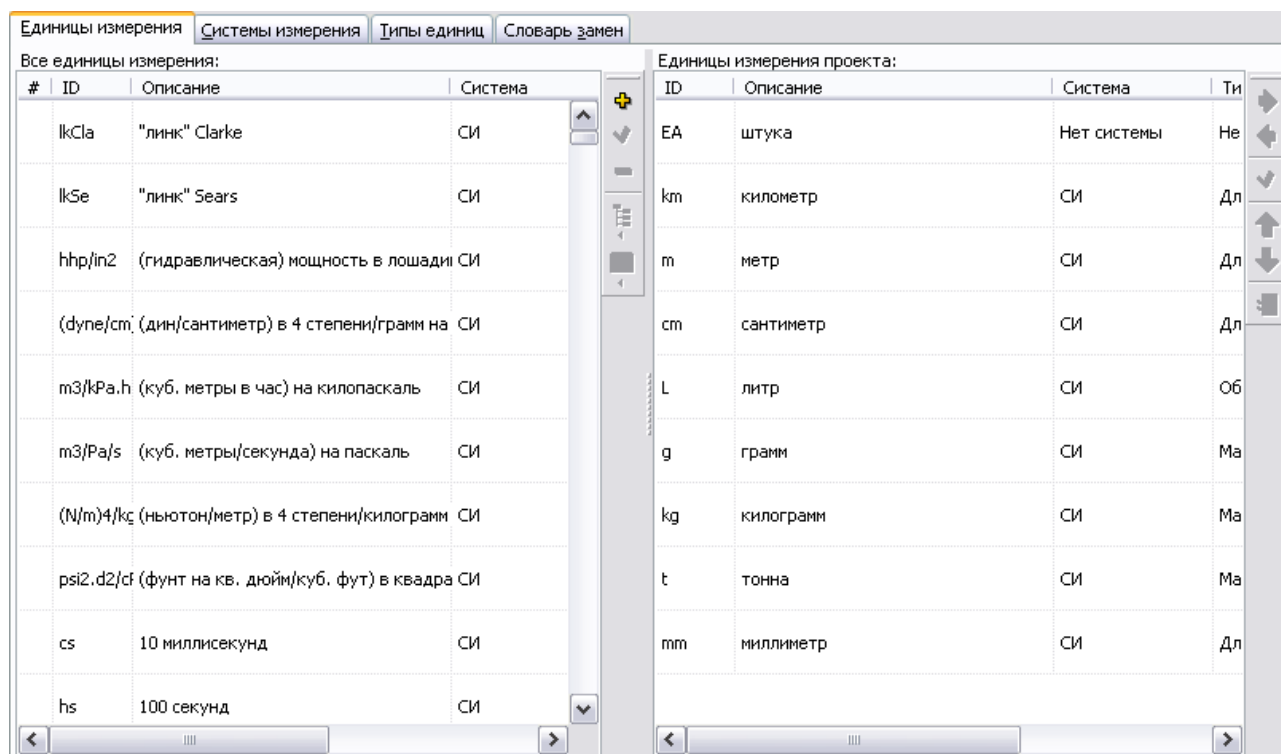 Единицы измерения Системы измерения Типы единиц Словарь замен
Все единицы измерения: Единицы измерения проекта:
# ID Описание Система ID Описание Система Ти
lkCla "линк" Clarke СИ EA штука Нет системы Не
lkSe "линк" Sears СИ km километр СИ Дл
hhp/in2 (гидравлическая) мощность в лошади СИ m метр СИ Дл
(dyne/cm) (дин/сантиметр) в 4 степени/грамм на СИ cm сантиметр СИ Дл
m3/kPa.h (куб. метры в час) на килопаскаль СИ L литр СИ Об
m3/Pa/s (куб. метры/секунда) на паскаль СИ g грамм СИ Ма
(N/m)4/kg (ньютон/метр) в 4 степени/килограмм СИ kg килограмм СИ Ма
psi2.d2/cP (фунт на кв. дюйм/куб. фут) в квадра СИ t тонна СИ Ма
cs 10 миллисекунд СИ mm миллиметр СИ Дл
hs 100 секунд СИ